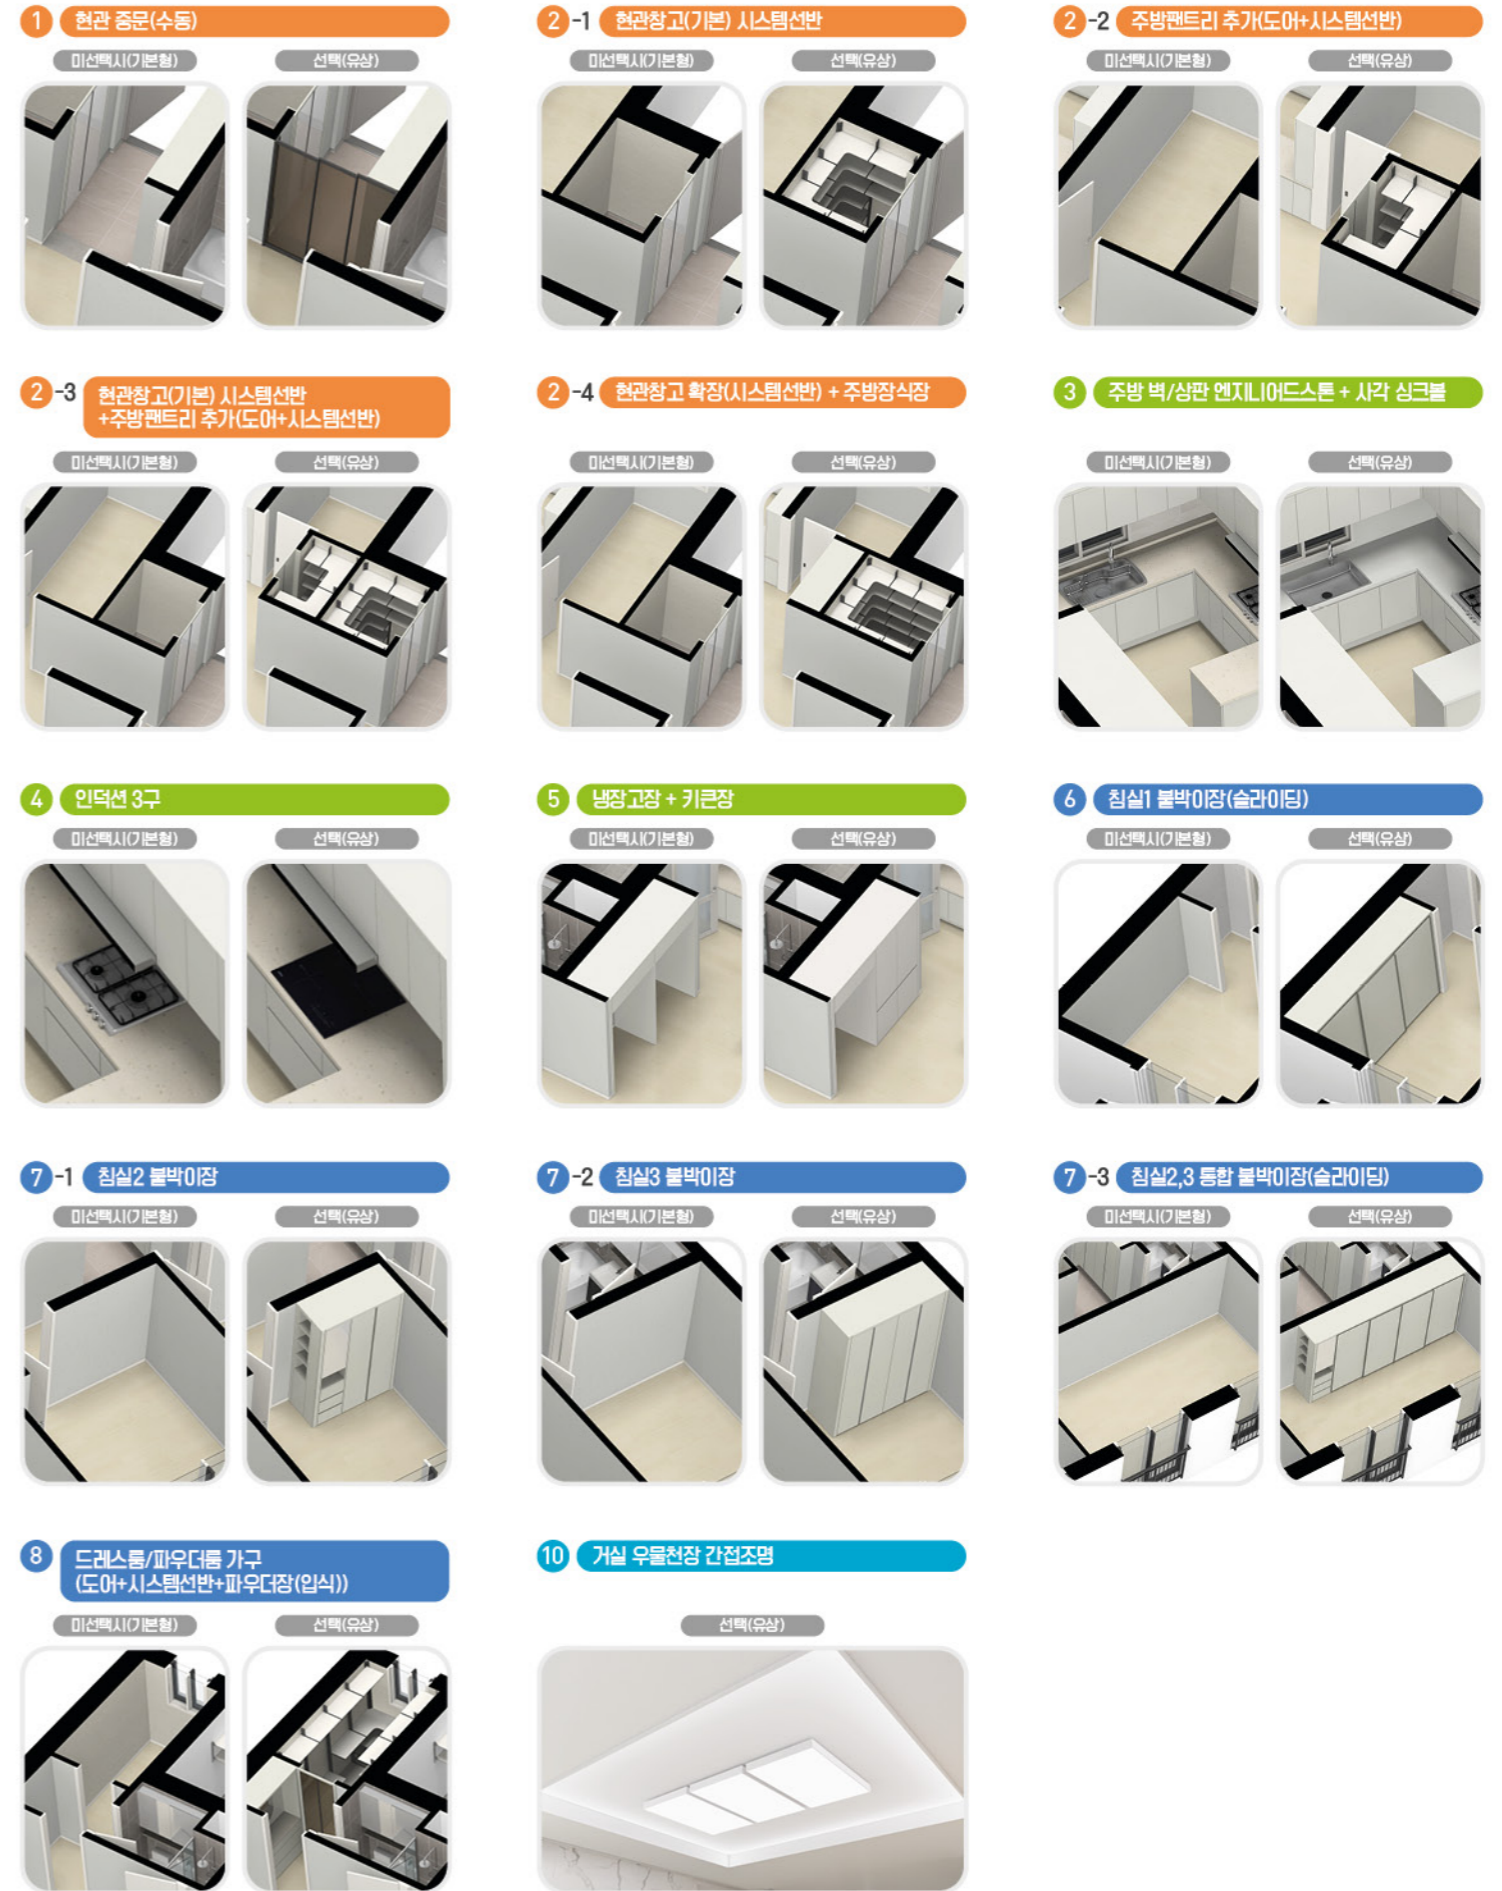 1 현관 중문(수동)
미선택시(기본형) 선택(유상)
2 -1 현관창고(기본) 시스템선반
미선택시(기본형) 선택(유상)
2 -2 주방팬트리 추가(도어+시스템선반)
미선택시(기본형) 선택(유상)
2 -3 현관창고(기본) 시스템선반
+주방팬트리 추가(도어+시스템선반)
미선택시(기본형) 선택(유상)
2 -4 현관창고 확장(시스템선반) + 주방장식장
미선택시(기본형) 선택(유상)
3 주방 벽/상판 엔지니어드스톤 + 사각 싱크볼
미선택시(기본형) 선택(유상)
4 인덕션 3구
미선택시(기본형) 선택(유상)
5 냉장고장 + 키큰장
미선택시(기본형) 선택(유상)
6 침실1 붙박이장(슬라이딩)
미선택시(기본형) 선택(유상)
7 -1 침실2 붙박이장
미선택시(기본형) 선택(유상)
7 -2 침실3 붙박이장
미선택시(기본형) 선택(유상)
7 -3 침실2,3 통합 붙박이장(슬라이딩)
미선택시(기본형) 선택(유상)
8 드레스룸/파우더룸 가구
(도어+시스템선반+파우더장(입식))
미선택시(기본형) 선택(유상)
10 거실 우물천장 간접조명
선택(유상)